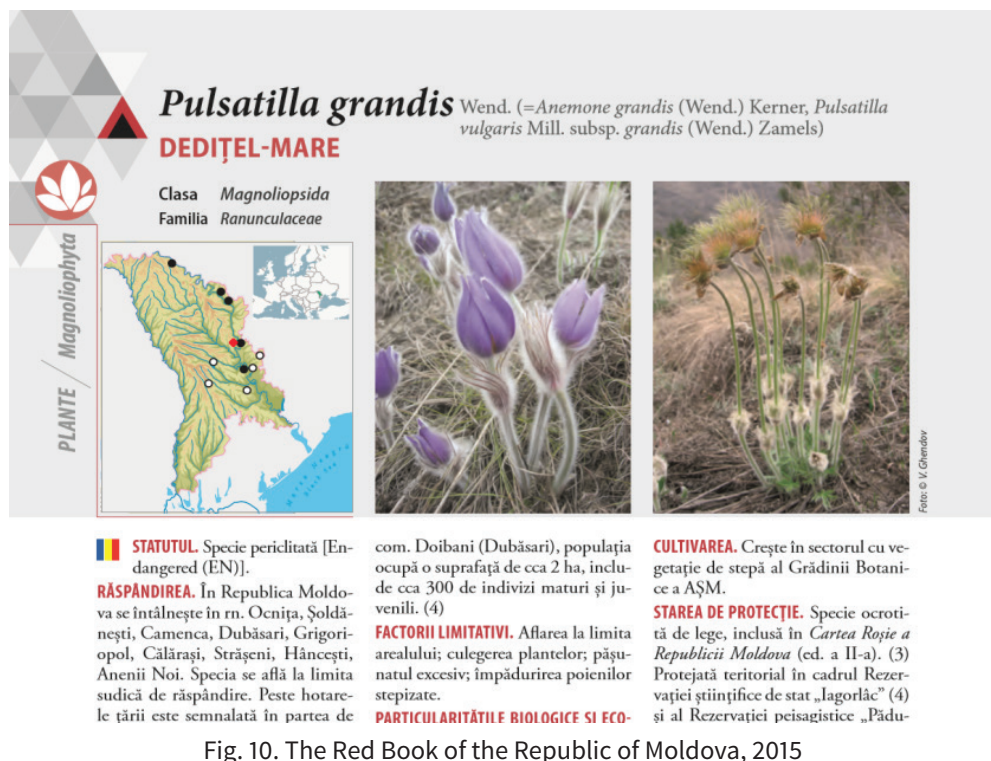 Pulsatilla grandis Wend. (=Anemone grandis (Wend.) Kerner, Pulsatilla
vulgaris Mill. subsp. grandis (Wend.) Zamels)
DEDIȚEL-MARE
Clasa Magnoliopsida
Familia Ranunculaceae
PLANTE / Magnoliophyta
Foto: © V. Ghendov
STATUTUL. Specie periclitată [En-
dangered (EN)].
RĂSPÂNDIREA. În Republica Moldo-
va se întâlnește în rn. Ocnița, Șoldă-
nești, Camenca, Dubăsari, Grigori-
opol, Călărași, Strășeni, Hâncești,
Anenii Noi. Specia se află la limita
sudică de răspândire. Peste hotare-
le țării este semnalată în partea de
com. Doibani (Dubăsari), populația
ocupă o suprafață de cca 2 ha, inclu-
de cca 300 de indivizi maturi și ju-
venili. (4)
FACTORII LIMITATIVI. Aflarea la limita
arealului; culegerea plantelor; pășu-
natul excesiv; împădurirea poienilor
stepizate.
PARTICULARITĂȚILE BIOLOGICE ȘI ECO-
CULTIVAREA. Crește în sectorul cu ve-
getație de stepă al Grădinii Botani-
ce a AȘM.
STAREA DE PROTECȚIE. Specie ocroti-
tă de lege, inclusă în Cartea Roșie a
Republicii Moldova (ed. a II-a). (3)
Protejată teritorial în cadrul Rezer-
vației științifice de stat „Iagorlâc” (4)
și al Rezervației peisagistice „Pădu-
Fig. 10. The Red Book of the Republic of Moldova, 2015